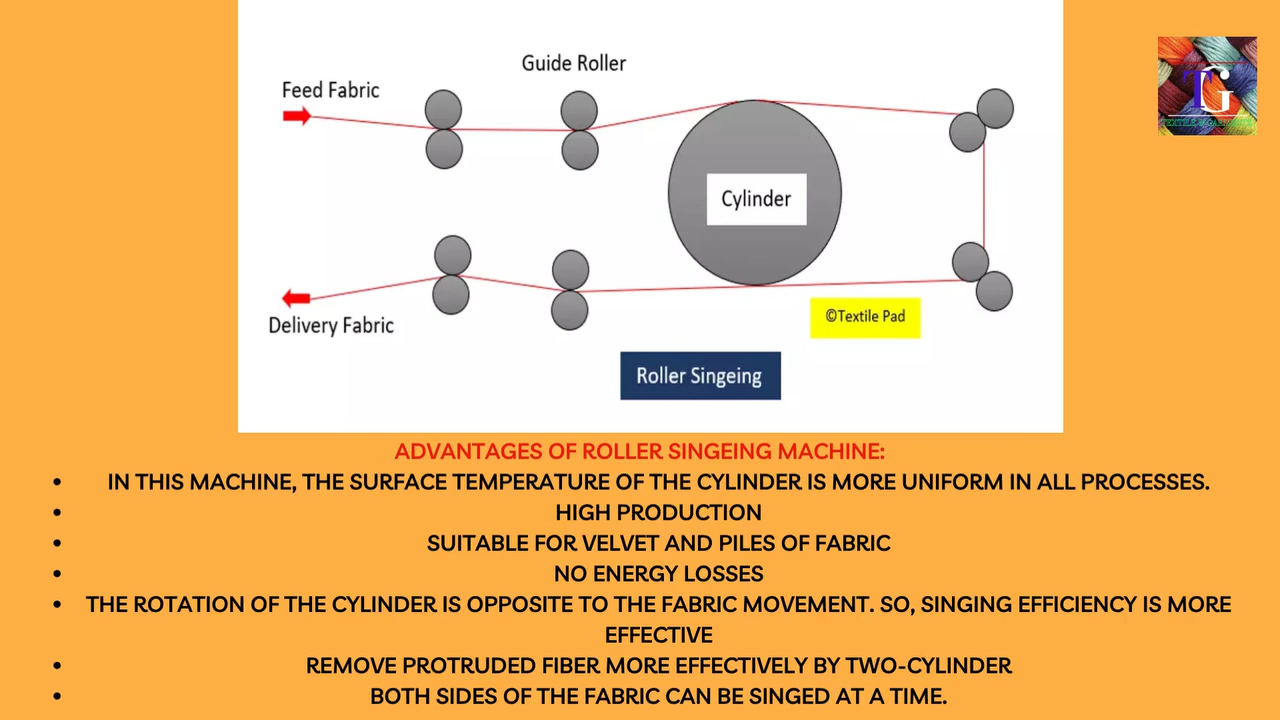 Guide Roller
Feed Fabric
Cylinder
Delivery Fabric
©Textile Pad
Roller Singeing
TG
ADVANTAGES OF ROLLER SINGEING MACHINE:
• IN THIS MACHINE, THE SURFACE TEMPERATURE OF THE CYLINDER IS MORE UNIFORM IN ALL PROCESSES.
• HIGH PRODUCTION
• SUITABLE FOR VELVET AND PILES OF FABRIC
• NO ENERGY LOSSES
• THE ROTATION OF THE CYLINDER IS OPPOSITE TO THE FABRIC MOVEMENT. SO, SINGING EFFICIENCY IS MORE
EFFECTIVE
• REMOVE PROTRUDED FIBER MORE EFFECTIVELY BY TWO-CYLINDER
• BOTH SIDES OF THE FABRIC CAN BE SINGED AT A TIME.